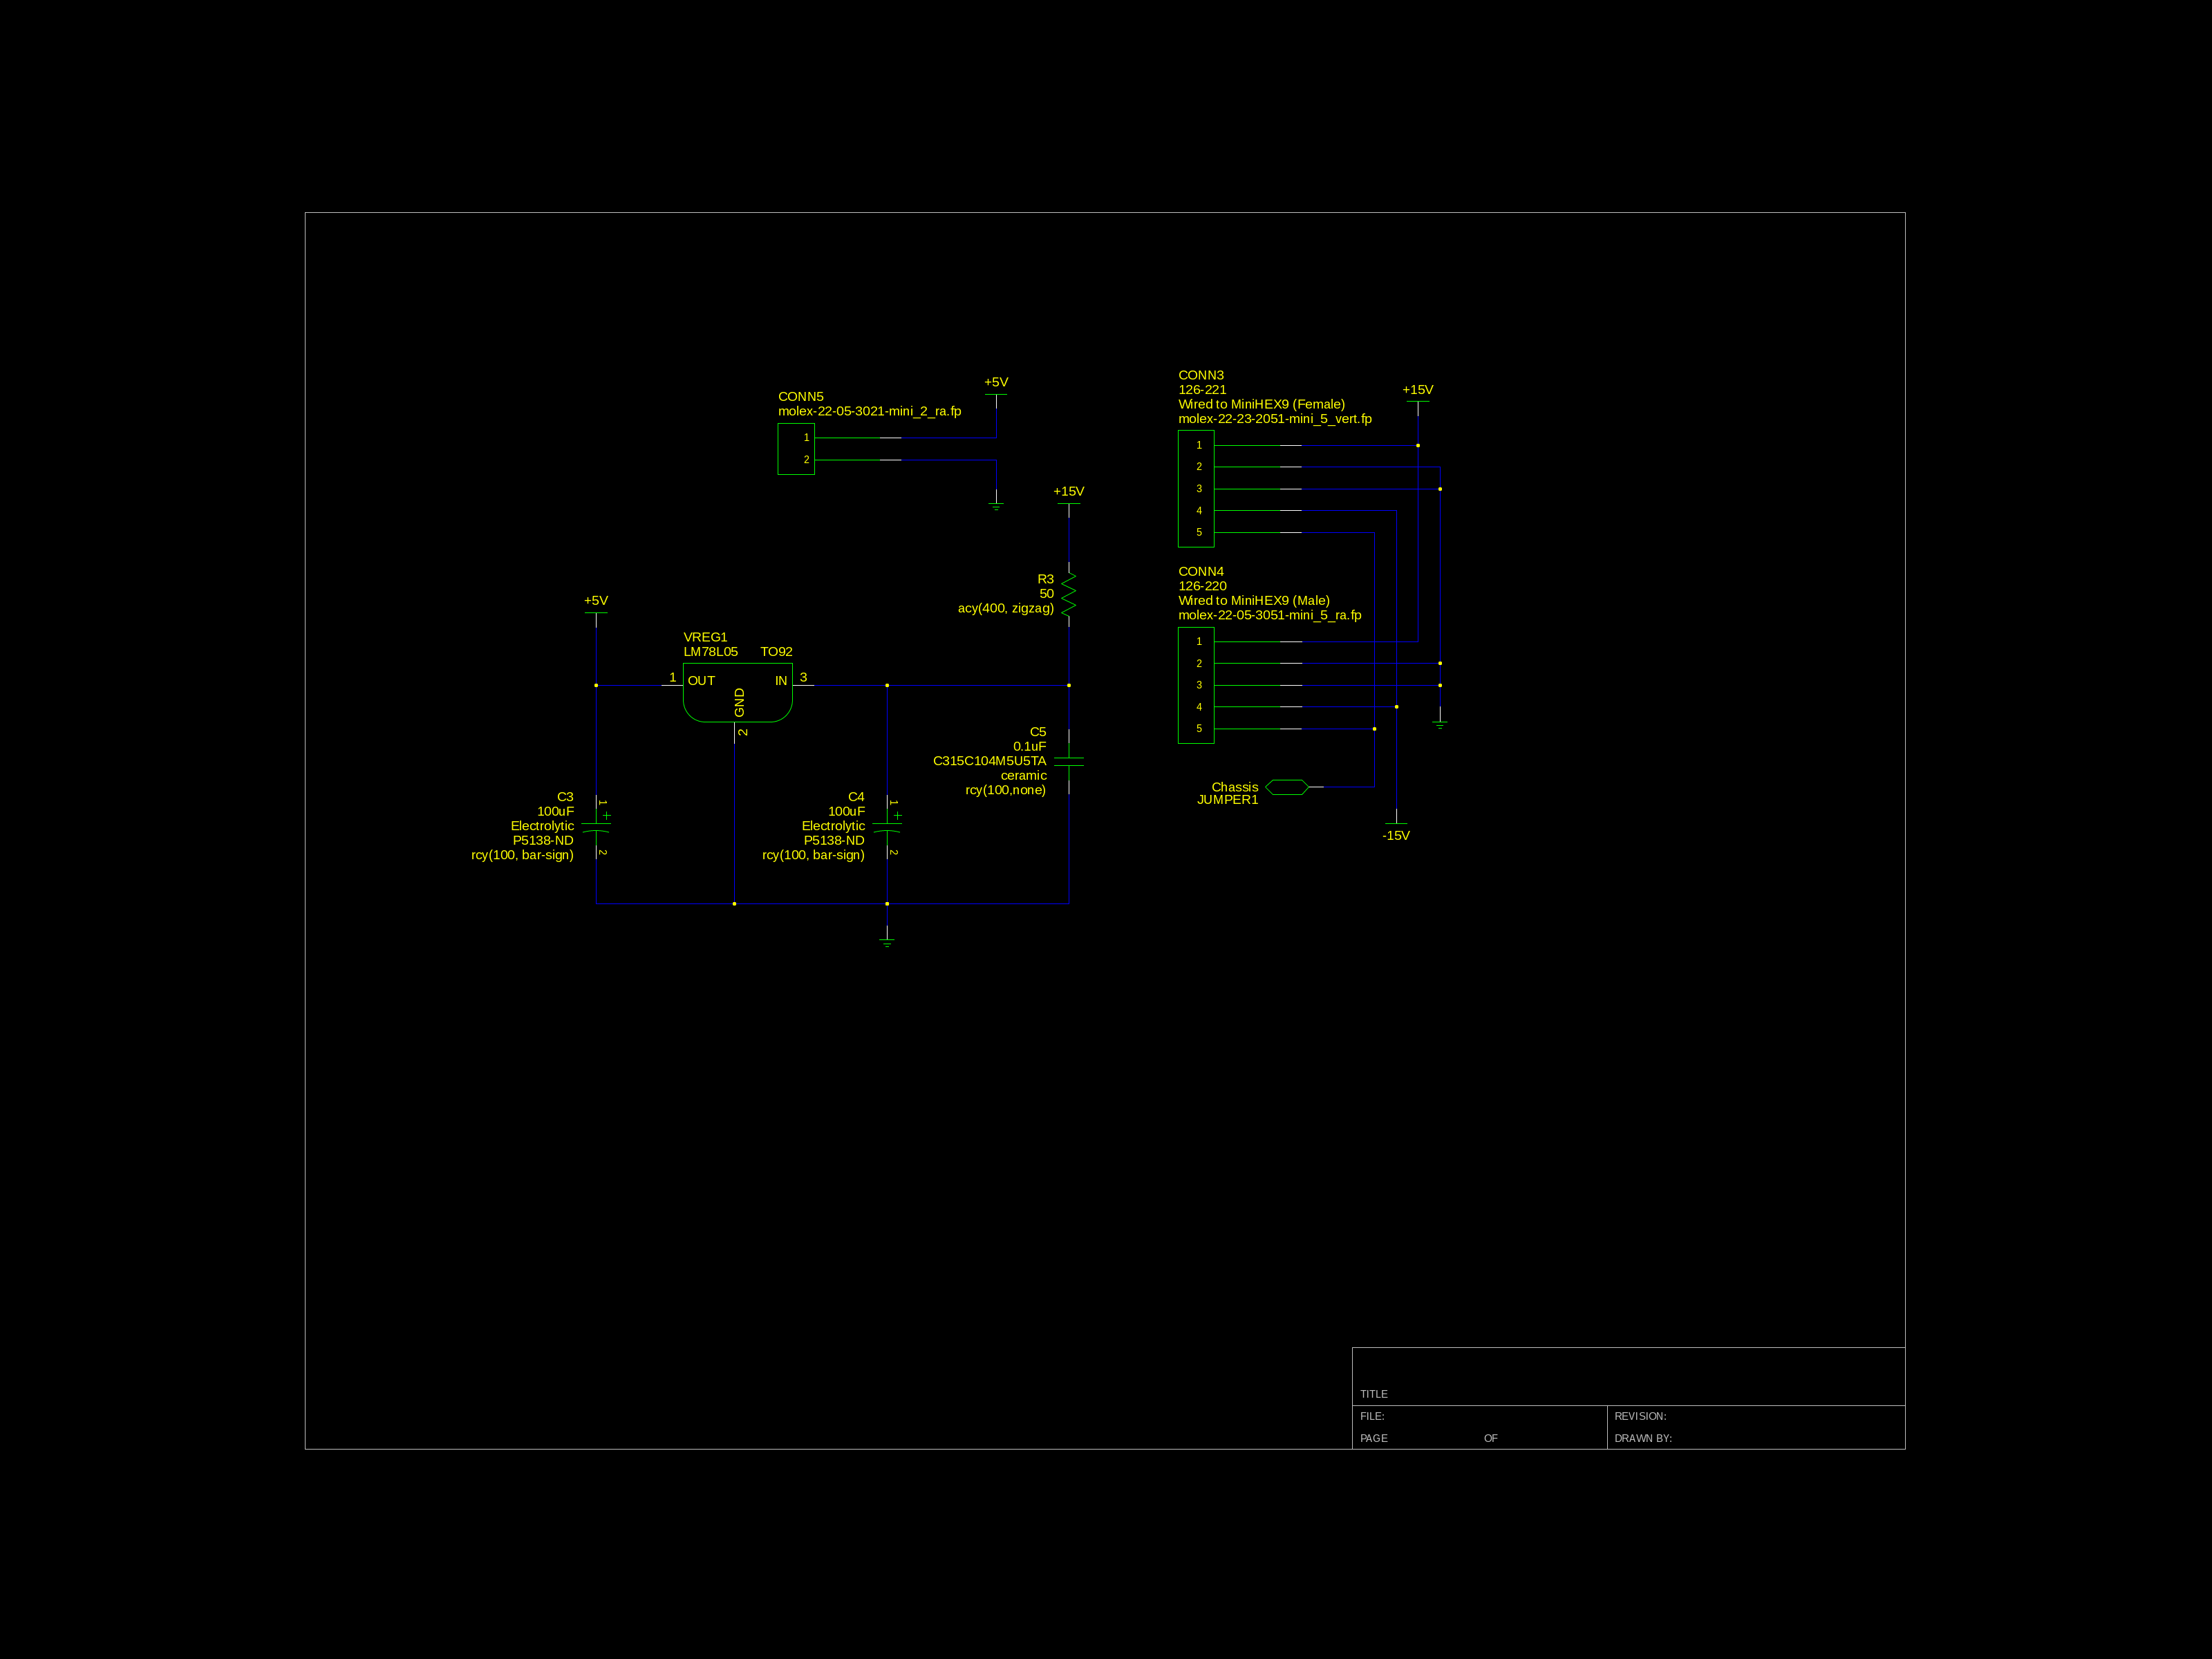 CONN5
molex-22-05-3021-mini_2_ra.fp
1
2
+5V
CONN3
126-221
Wired to MiniHEX9 (Female)
molex-22-23-2051-mini_5_vert.fp
1
2
3
4
5
+15V
+15V
R3
50
acy(400, zigzag)
CONN4
126-220
Wired to MiniHEX9 (Male)
molex-22-05-3051-mini_5_ra.fp
1
2
3
4
5
+5V
VREG1
LM78L05 TO92
1 OUT IN 3
GND
2
C5
0.1uF
C315C104M5U5TA
ceramic
rcy(100,none)
Chassis
JUMPER1
-15V
C3
100uF
Electrolytic
P5138-ND
rcy(100, bar-sign)
1
+
2
C4
100uF
Electrolytic
P5138-ND
rcy(100, bar-sign)
1
+
2
TITLE
FILE:
REVISION:
PAGE OF
DRAWN BY: